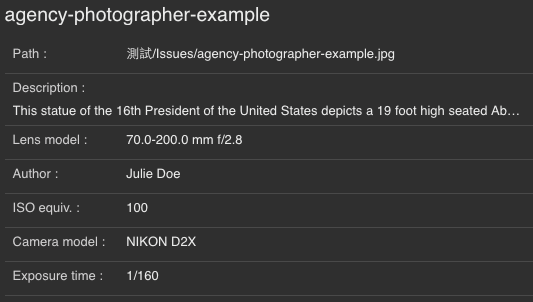 agency-photographer-example
Path : 測試/Issues/agency-photographer-example.jpg
Description :
This statue of the 16th President of the United States depicts a 19 foot high seated Ab…
Lens model : 70.0-200.0 mm f/2.8
Author : Julie Doe
ISO equiv. : 100
Camera model : NIKON D2X
Exposure time : 1/160